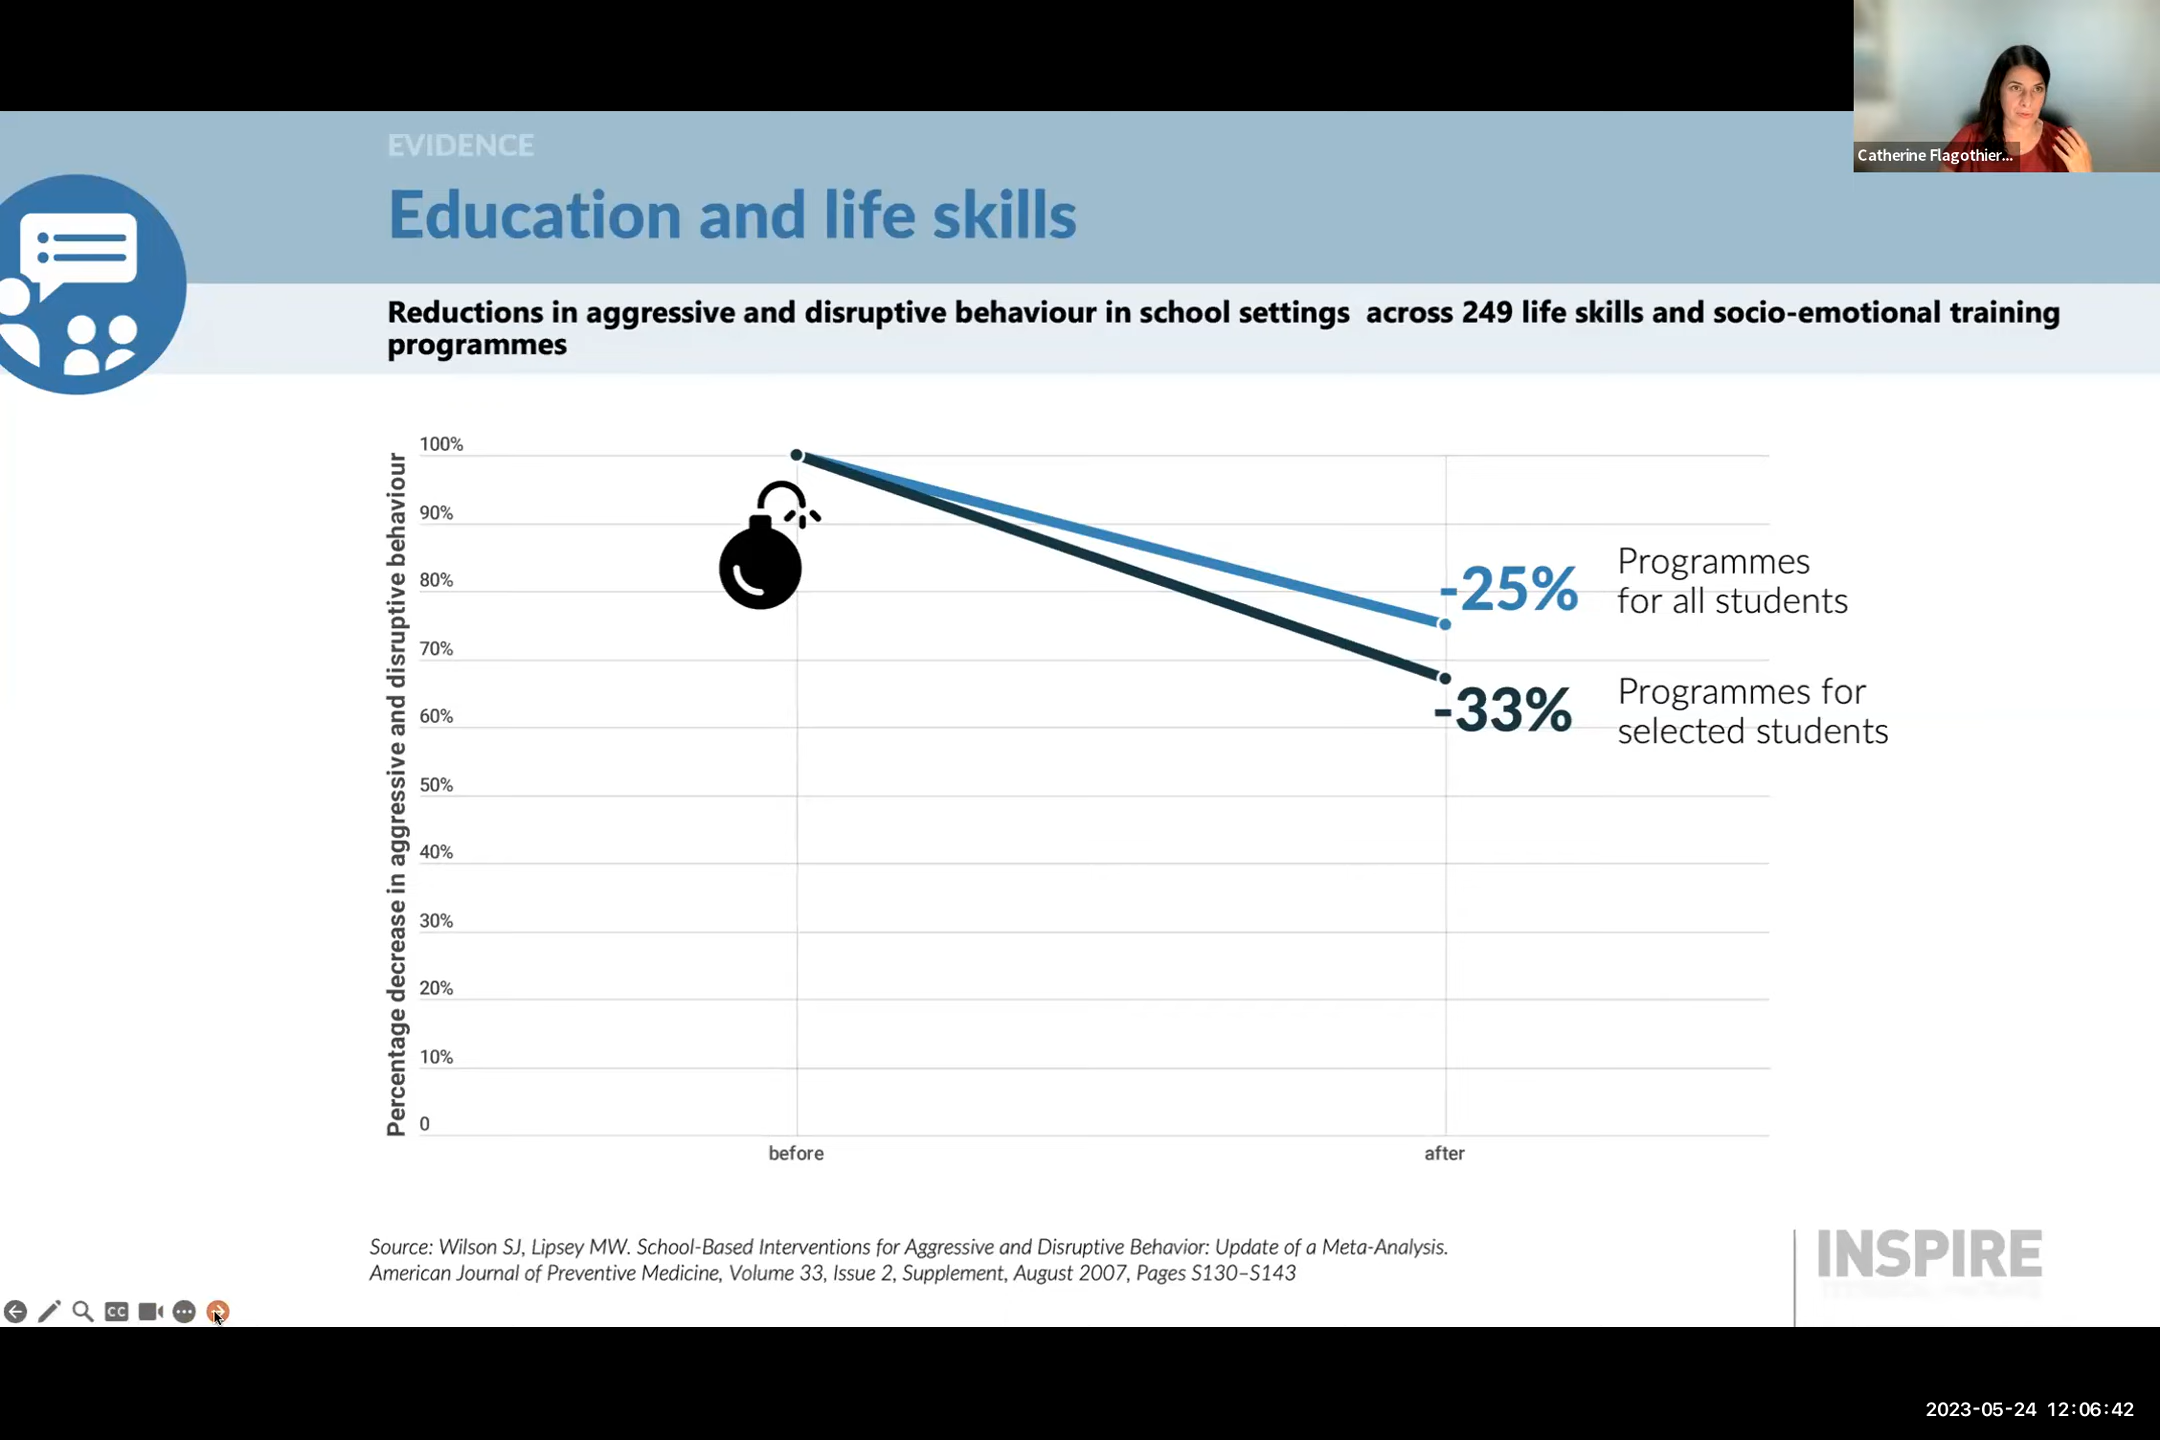 Catherine Flagothier...
EVIDENCE
Education and life skills
Reductions in aggressive and disruptive behaviour in school settings  across 249 life skills and socio-emotional training
programmes
Percentage decrease in aggressive and disruptive behaviour
100%
90%
80%
70%
60%
50%
40%
30%
20%
10%
0
-25%
Programmes
for all students
-33%
Programmes for
selected students
before
after
Source: Wilson SJ, Lipsey MW. School-Based Interventions for Aggressive and Disruptive Behavior: Update of a Meta-Analysis.
American Journal of Preventive Medicine, Volume 33, Issue 2, Supplement, August 2007, Pages S130–S143
INSPIRE
CC
2023-05-24 12:06:42